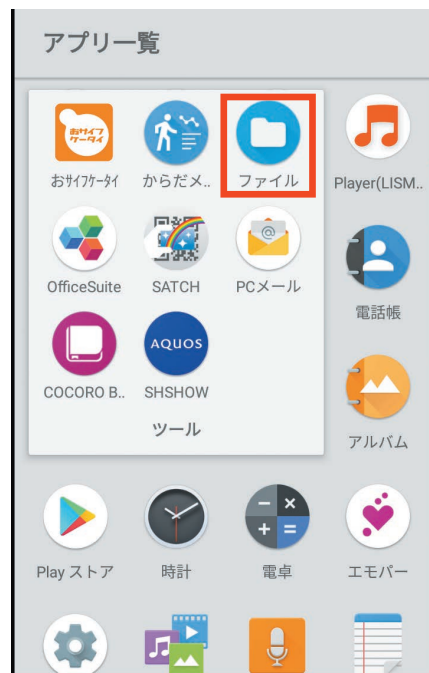 アプリ一覧
おサイフ
ケータイ
おサイフケータイ
からだメ..
ファイル
Player(LISM..
OfficeSuite
SATCH
@
PCメール
電話帳
AQUOS
COCORO B..
SHSHOW
ツール
アルバム
Play ストア
時計
電卓
エモパー